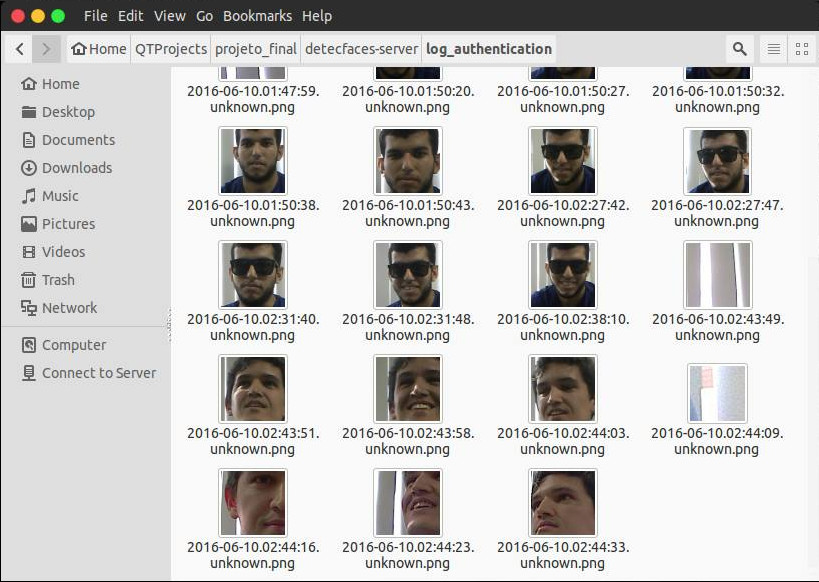 File Edit View Go Bookmarks Help
Home QTProjects projeto_final detecfaces-server log_authentication
Home
Desktop
Documents
Downloads
Music
Pictures
Videos
Trash
Network
Computer
Connect to Server
2016-06-10.01:47:59. 2016-06-10.01:50:20. 2016-06-10.01:50:27. 2016-06-10.01:50:32.
unknown.png unknown.png unknown.png unknown.png
2016-06-10.01:50:38. 2016-06-10.01:50:43. 2016-06-10.02:27:42. 2016-06-10.02:27:47.
unknown.png unknown.png unknown.png unknown.png
2016-06-10.02:31:40. 2016-06-10.02:31:48. 2016-06-10.02:38:10. 2016-06-10.02:43:49.
unknown.png unknown.png unknown.png unknown.png
2016-06-10.02:43:51. 2016-06-10.02:43:58. 2016-06-10.02:44:03. 2016-06-10.02:44:09.
unknown.png unknown.png unknown.png unknown.png
2016-06-10.02:44:16. 2016-06-10.02:44:23. 2016-06-10.02:44:33.
unknown.png unknown.png unknown.png